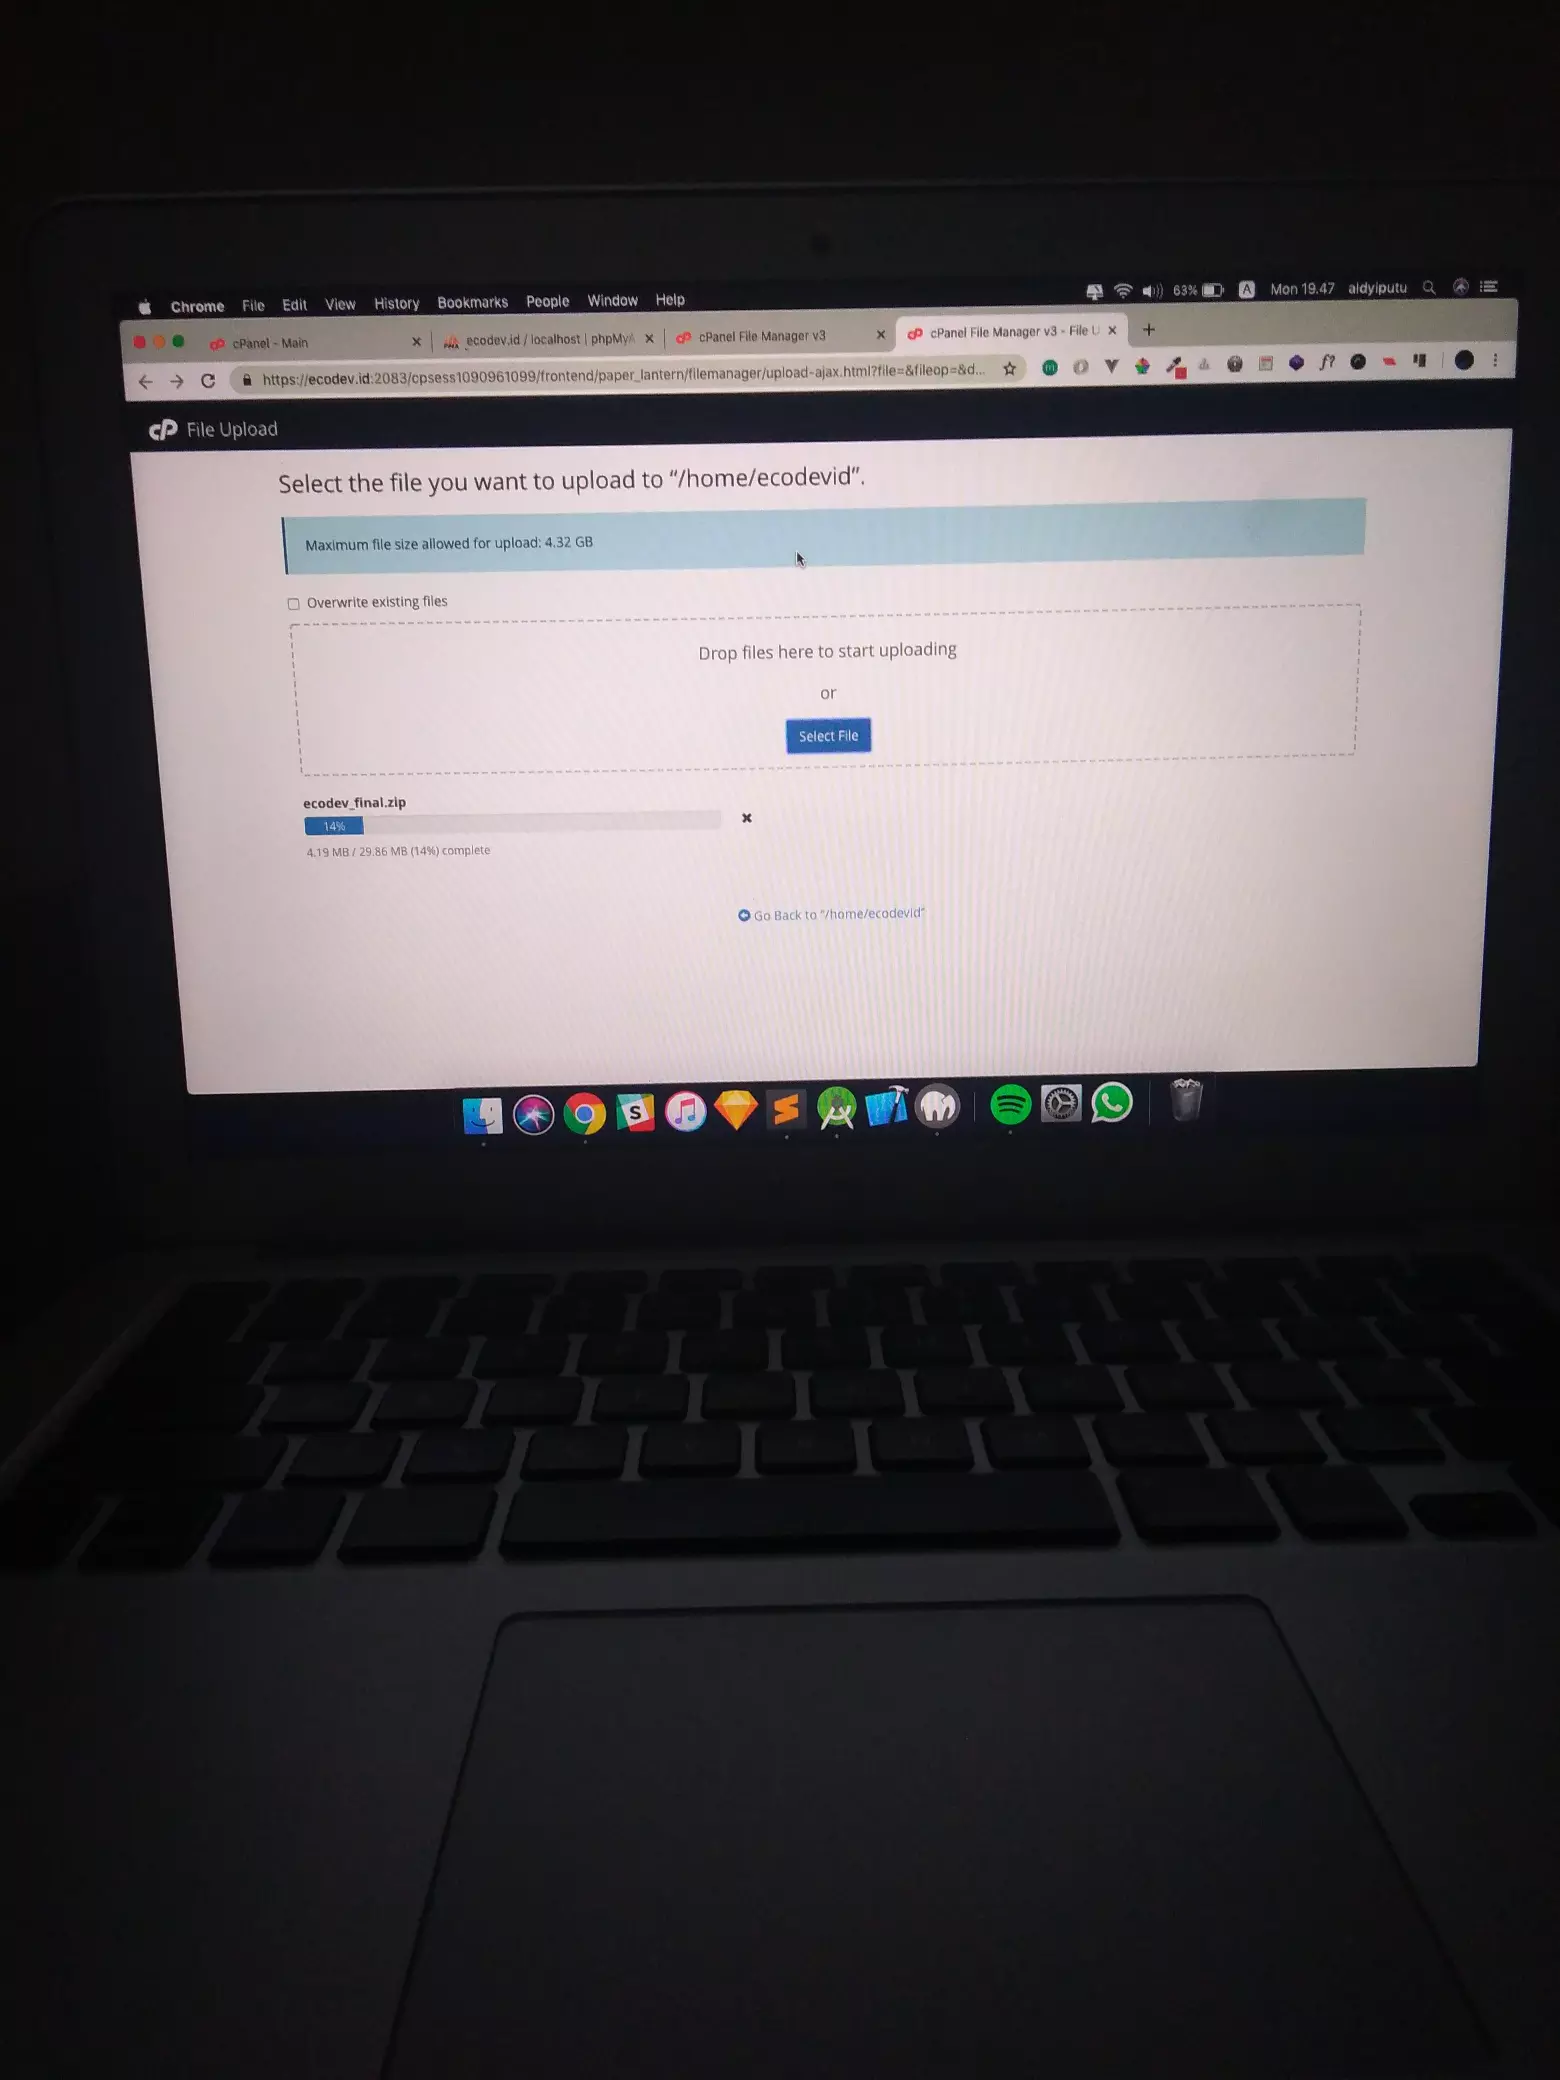 Chrome File Edit View History Bookmarks People Window Help 63% A Mon 19.47 aldyiputu
cPanel - Main ecodev.id / localhost | phpMyA cPanel File Manager v3 cPanel File Manager v3 - File U
https://ecodev.id:2083/cpsess1090961099/frontend/paper_lantern/filemanager/upload-ajax.html?file=&fileop=&d... f?
cP File Upload
Select the file you want to upload to “/home/ecodevid”.
Maximum file size allowed for upload: 4.32 GB
Overwrite existing files
Drop files here to start uploading
or
Select File
ecodev_final.zip
14%
4.19 MB / 29.86 MB (14%) complete
Go Back to “/home/ecodevid”